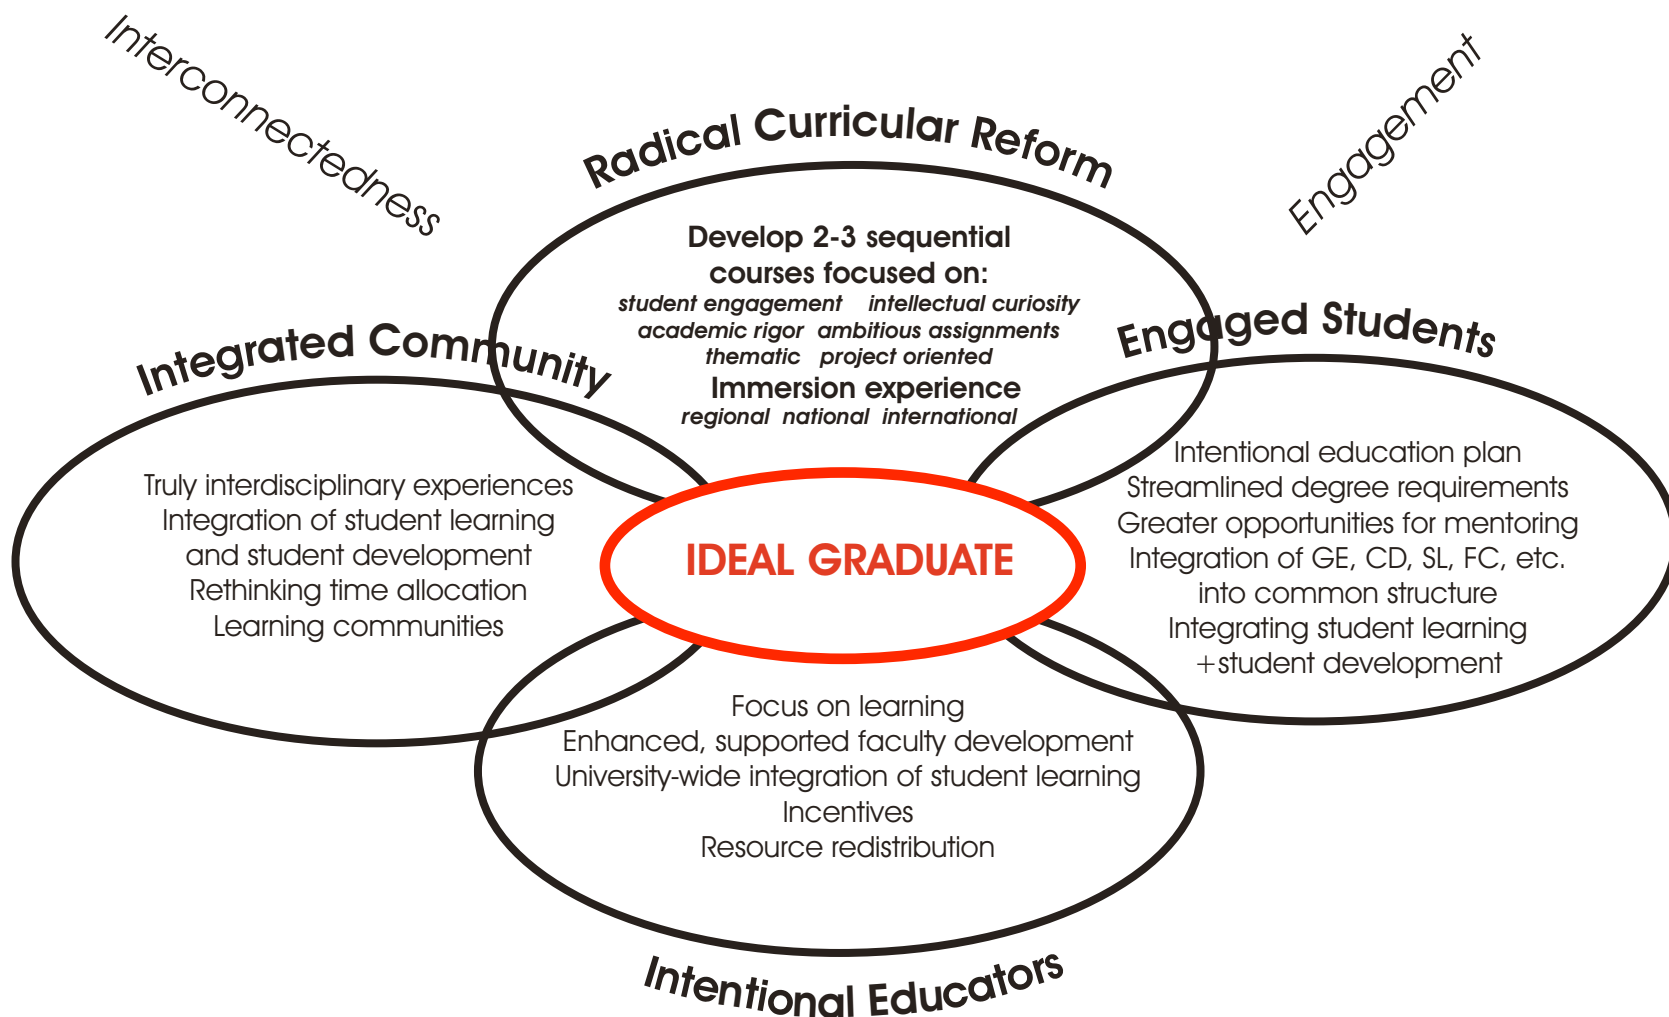 Interconnectedness
Engagement
Radical Curricular Reform
Develop 2-3 sequential
courses focused on:
student engagement intellectual curiosity
academic rigor ambitious assignments
thematic project oriented
Immersion experience
regional national international
Integrated Community
Truly interdisciplinary experiences
Integration of student learning
and student development
Rethinking time allocation
Learning communities
IDEAL GRADUATE
Engaged Students
Intentional education plan
Streamlined degree requirements
Greater opportunities for mentoring
Integration of GE, CD, SL, FC, etc.
into common structure
Integrating student learning
+student development
Focus on learning
Enhanced, supported faculty development
University-wide integration of student learning
Incentives
Resource redistribution
Intentional Educators